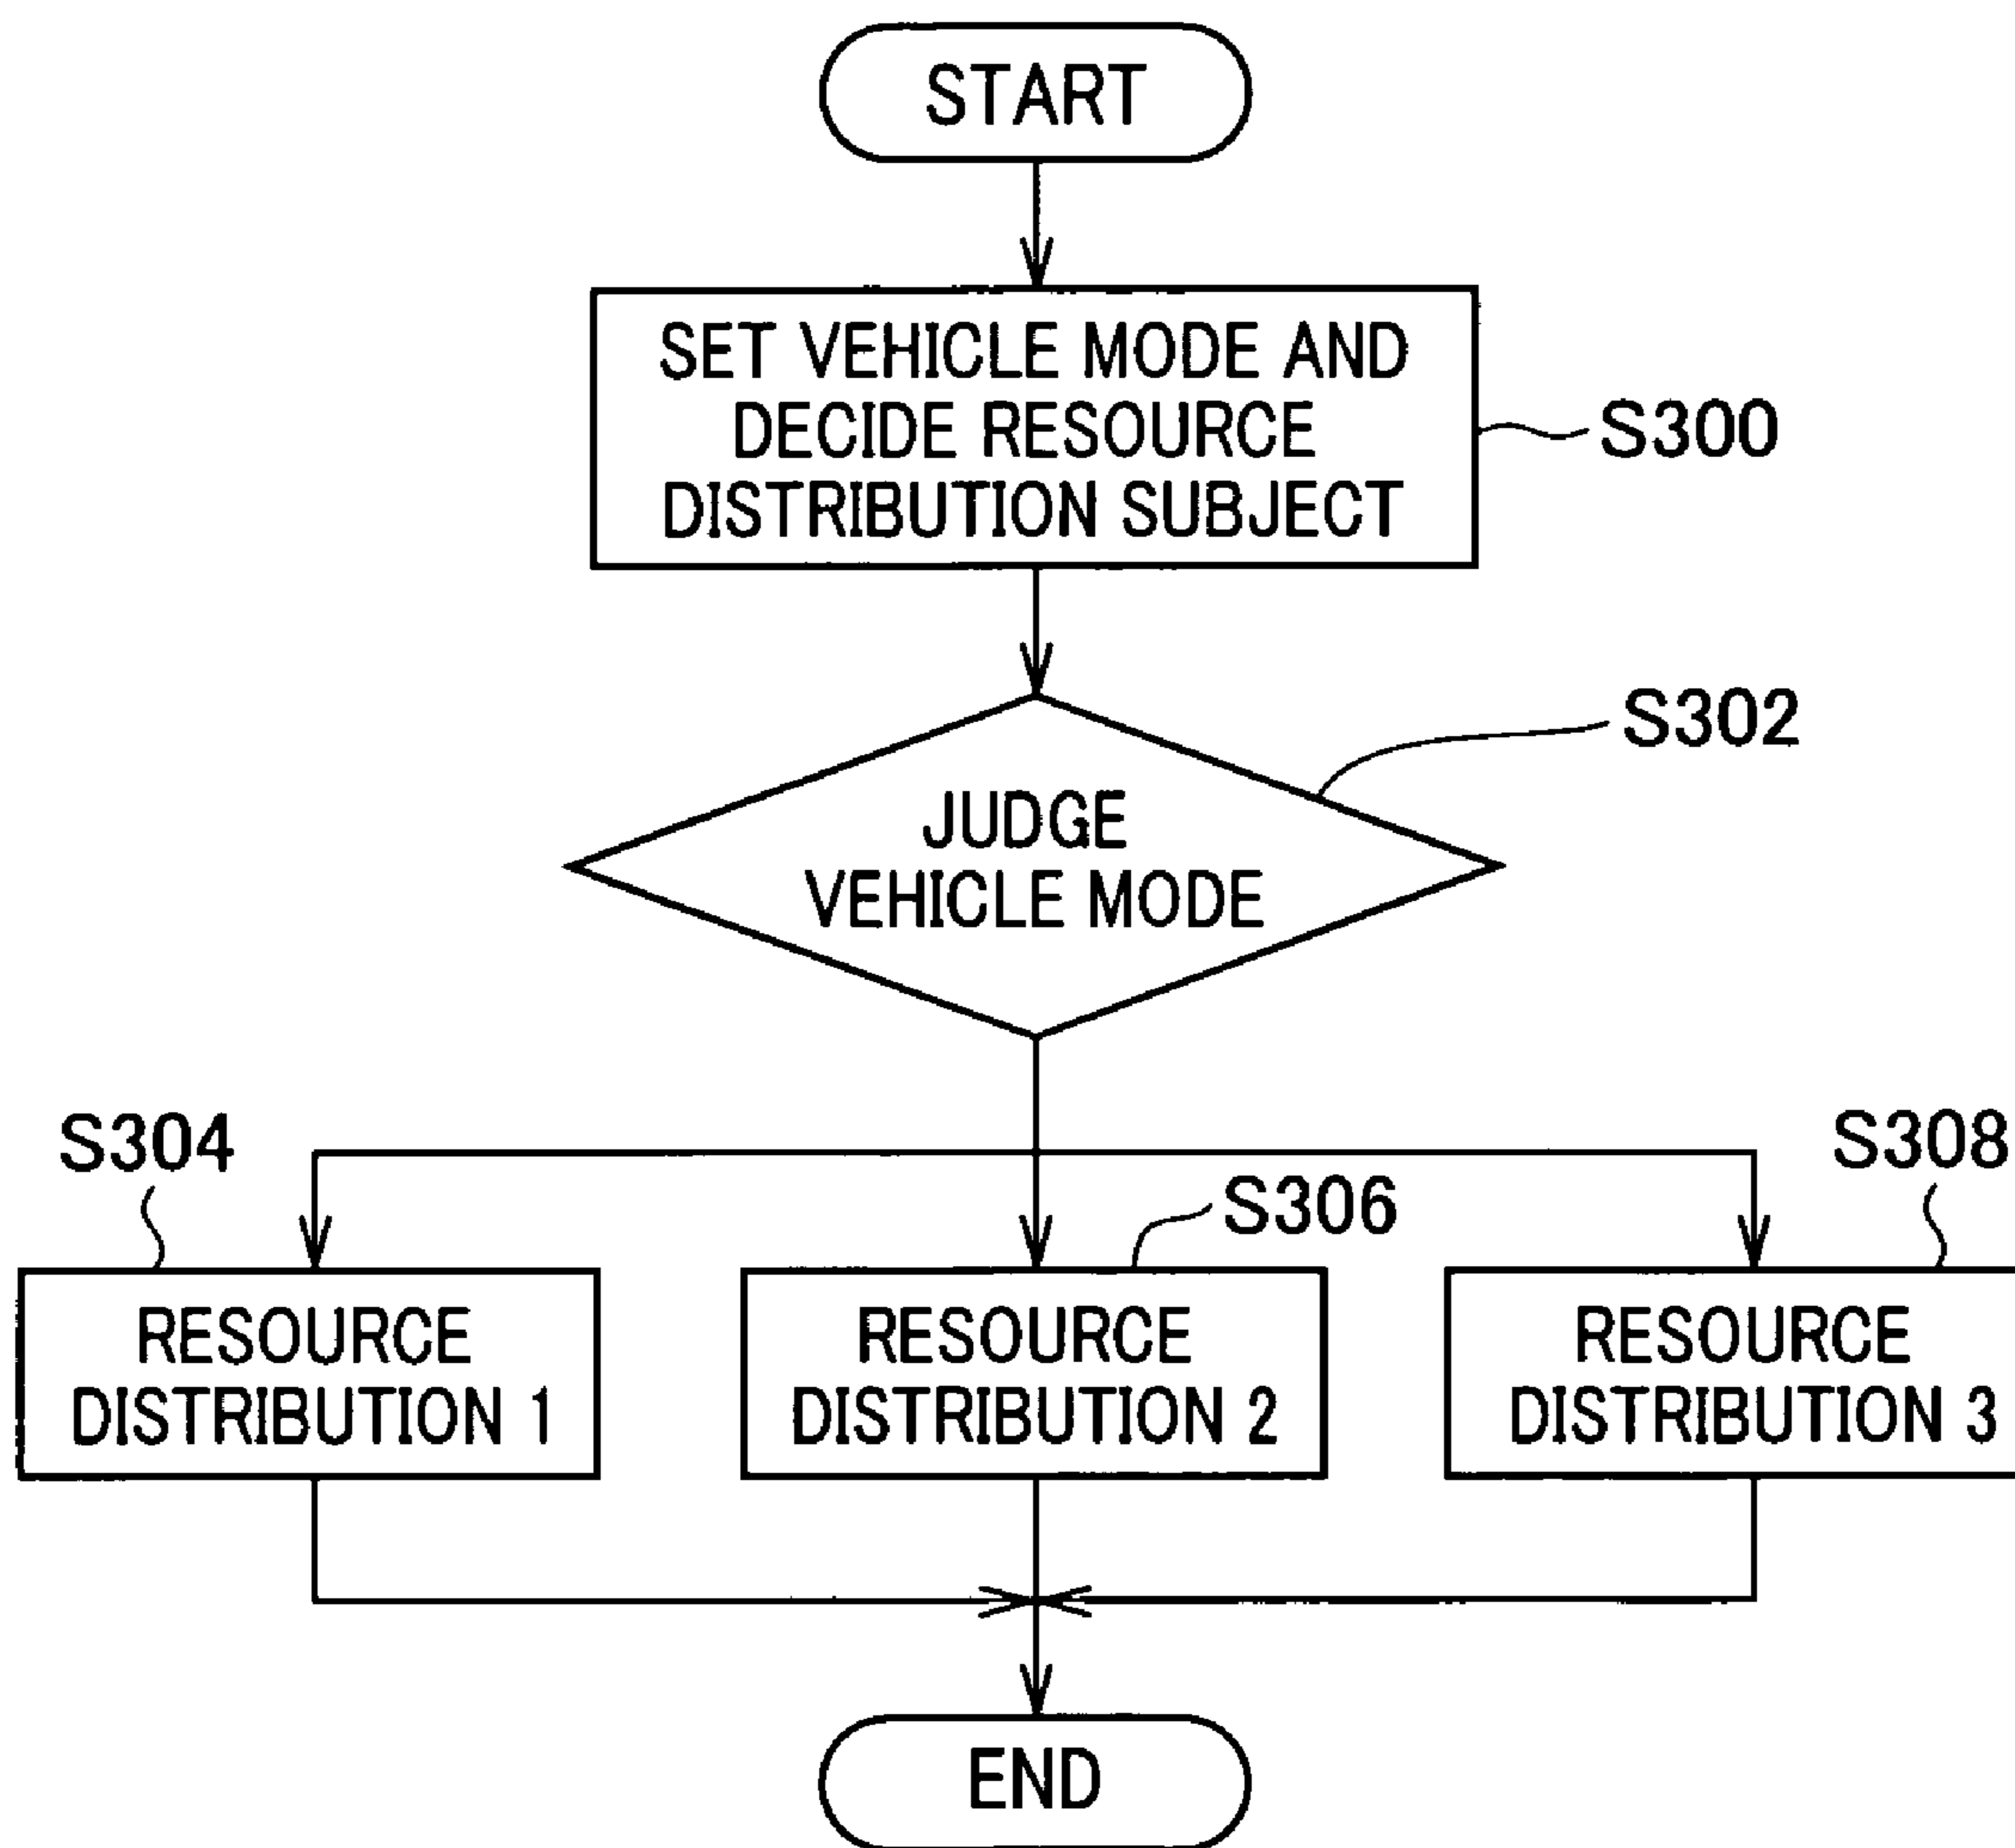 START
SET VEHICLE MODE AND
DECIDE RESOURCE
DISTRIBUTION SUBJECT
S300
S302
JUDGE
VEHICLE MODE
S304
S306
S308
RESOURCE
DISTRIBUTION 1
RESOURCE
DISTRIBUTION 2
RESOURCE
DISTRIBUTION 3
END